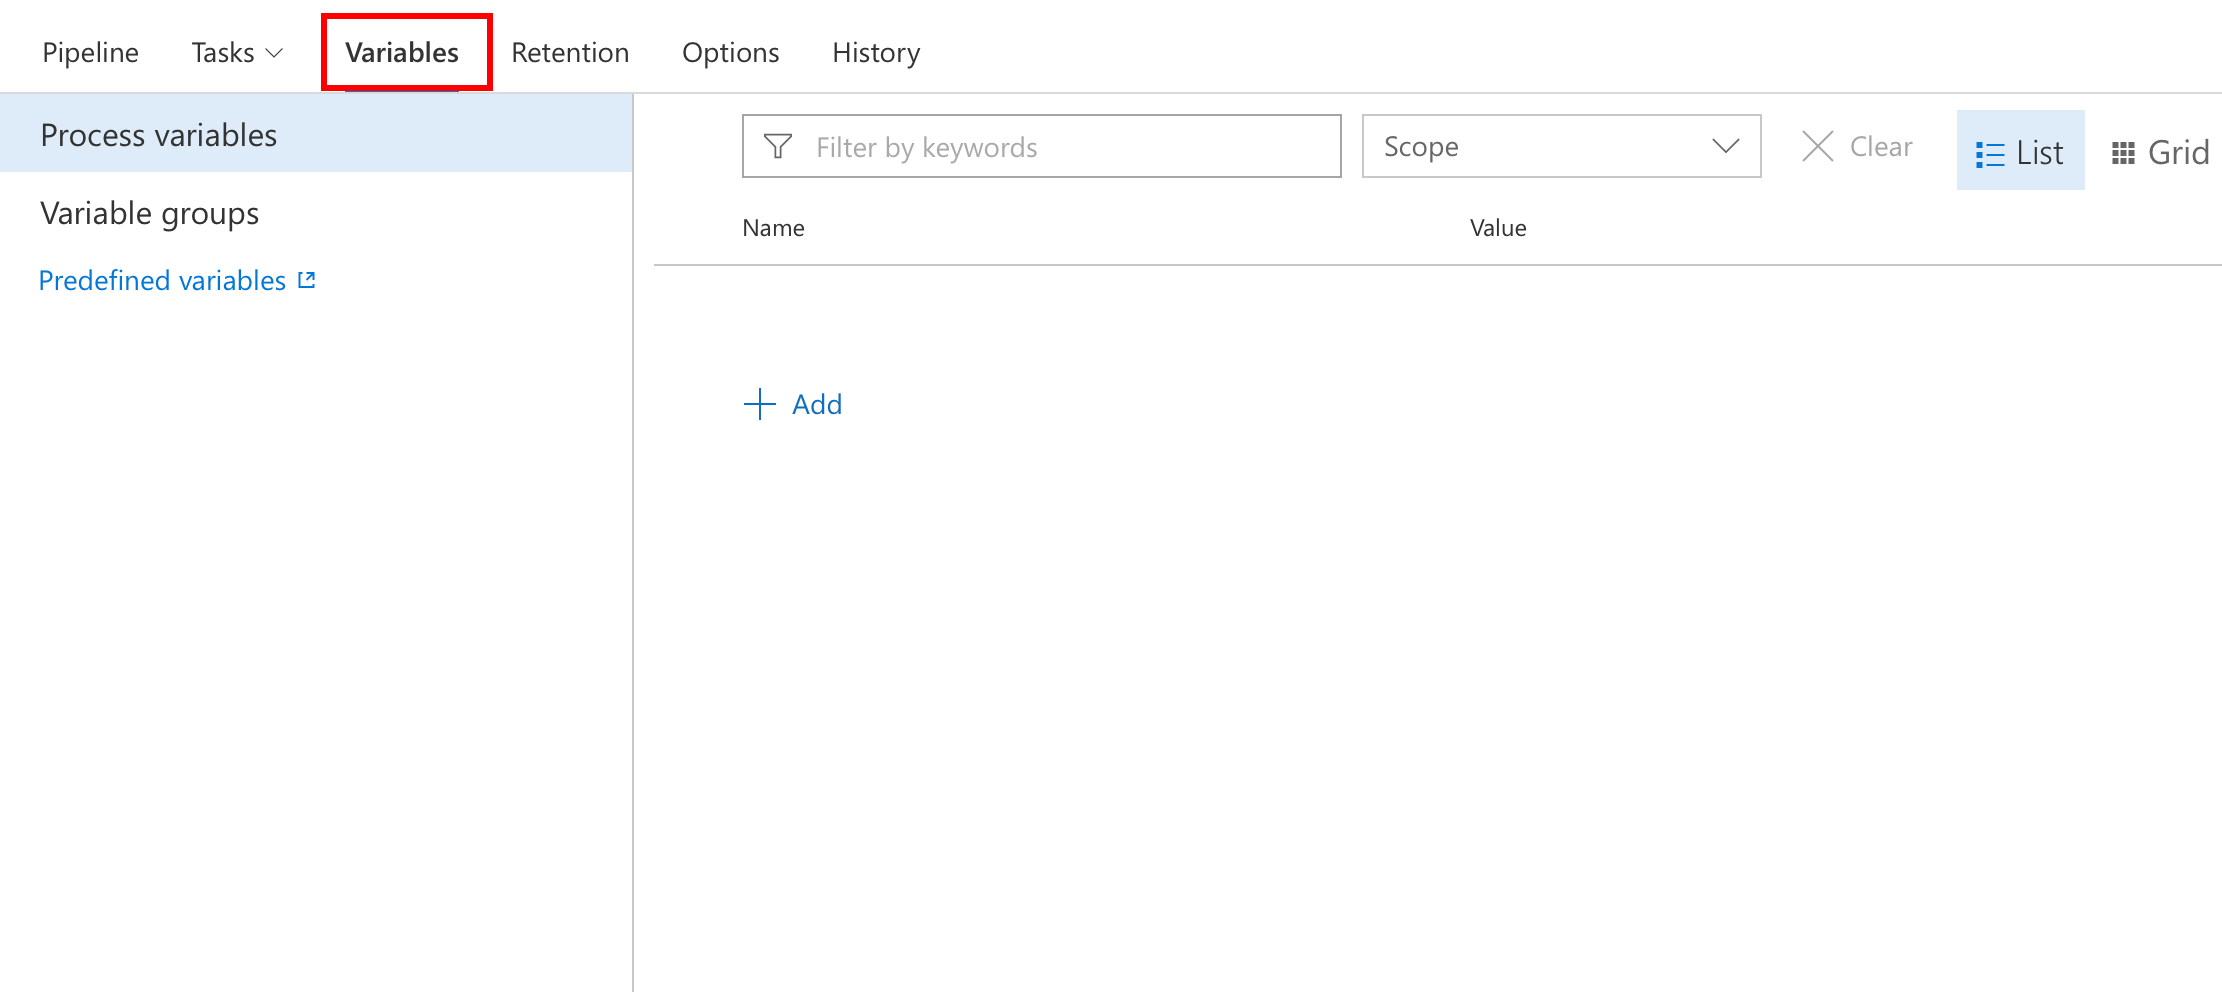 Pipeline Tasks Variables Retention Options History
Process variables
Variable groups
Predefined variables
Filter by keywords Scope Clear List Grid
Name Value
Add